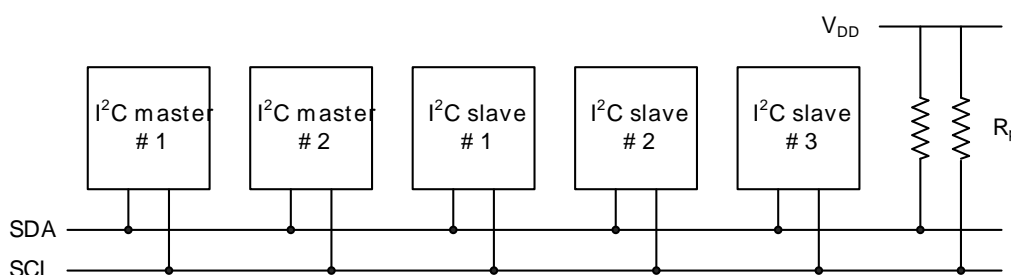 V_DD
I²C master
# 1
I²C master
# 2
I²C slave
# 1
I²C slave
# 2
I²C slave
# 3
SDA
SCL